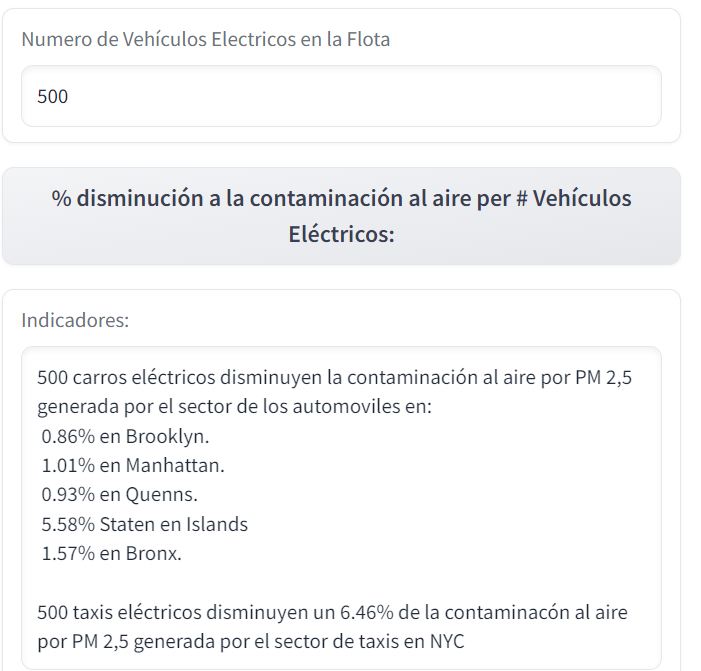 Numero de Vehículos Electricos en la Flota
500
% disminución a la contaminación al aire per # Vehículos
Eléctricos:
Indicadores:
500 carros eléctricos disminuyen la contaminación al aire por PM 2,5
generada por el sector de los automoviles en:
0.86% en Brooklyn.
1.01% en Manhattan.
0.93% en Quenns.
5.58% Staten en Islands
1.57% en Bronx.
500 taxis eléctricos disminuyen un 6.46% de la contaminacón al aire
por PM 2,5 generada por el sector de taxis en NYC